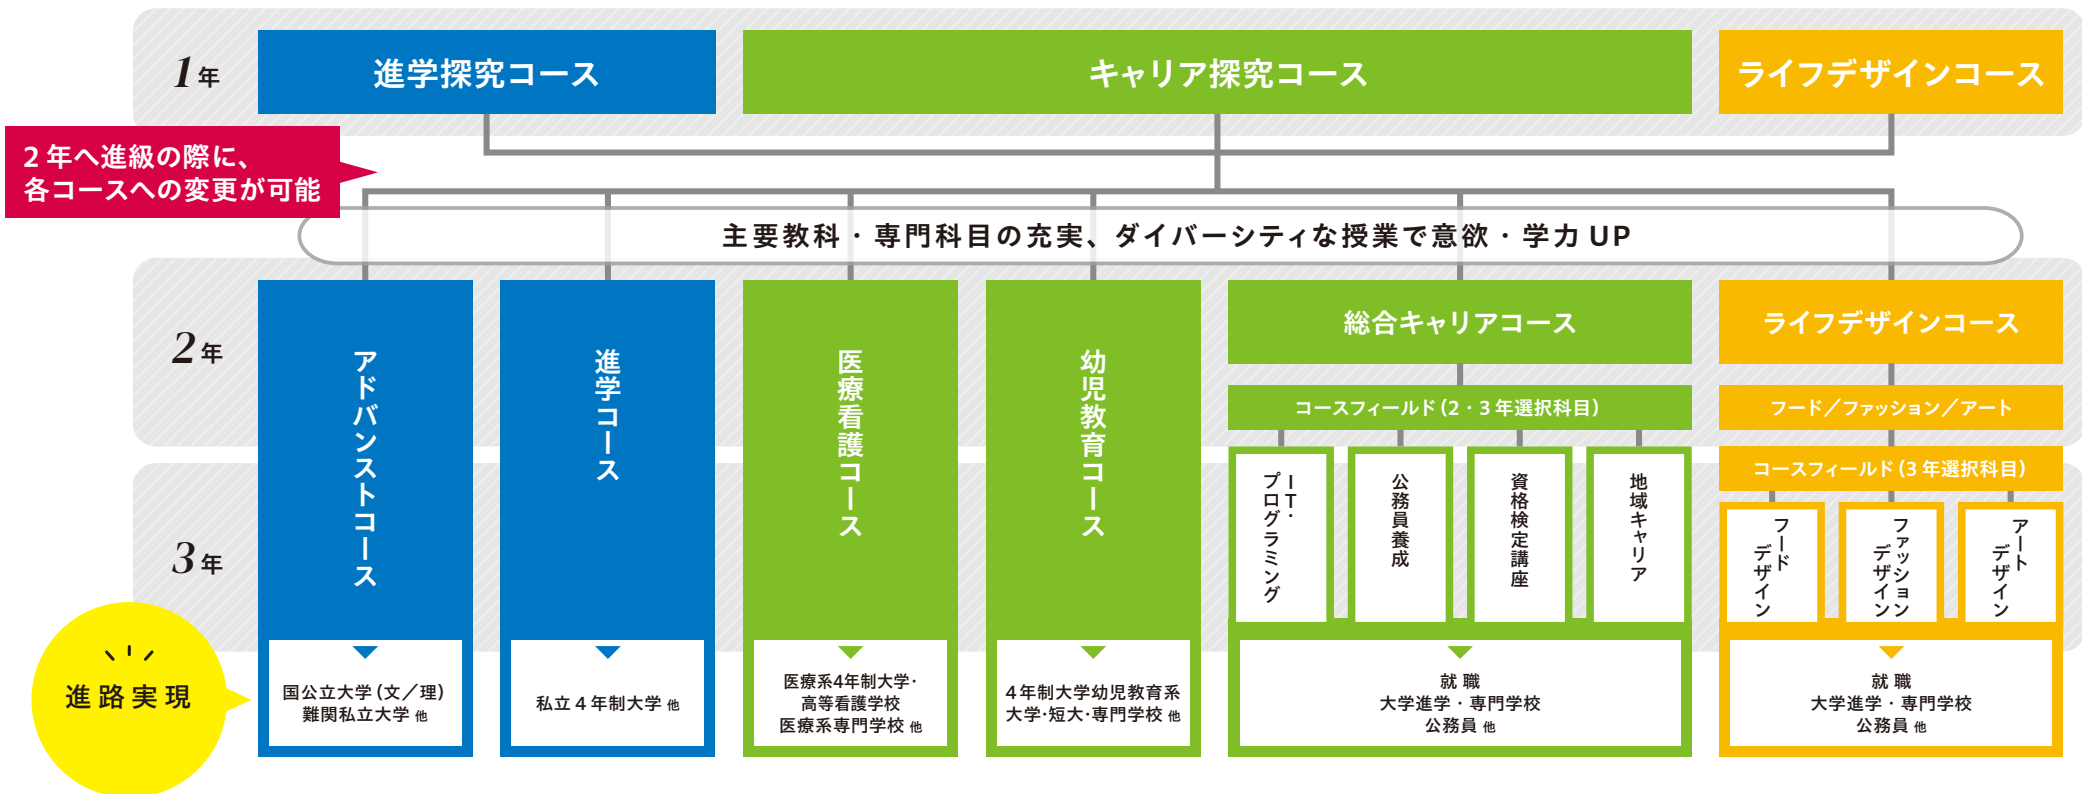 1年
進学探究コース
キャリア探究コース
ライフデザインコース
2年へ進級の際に、
各コースへの変更が可能
主要教科・専門科目の充実、ダイバーシティな授業で意欲・学力UP
2年
アドバンストコース
進学コース
医療看護コース
幼児教育コース
総合キャリアコース
コースフィールド(2・3年選択科目)
ライフデザインコース
フード／ファッション／アート
コースフィールド(3年選択科目)
3年
IT・
プログラミング
公務員養成
資格検定講座
地域キャリア
フード
デザイン
ファッション
デザイン
アート
デザイン
進路実現
国公立大学(文／理)
難関私立大学 他
私立4年制大学 他
医療系4年制大学・
高等看護学校
医療系専門学校 他
4年制大学幼児教育系
大学・短大・専門学校 他
就職
大学進学・専門学校
公務員 他
就職
大学進学・専門学校
公務員 他